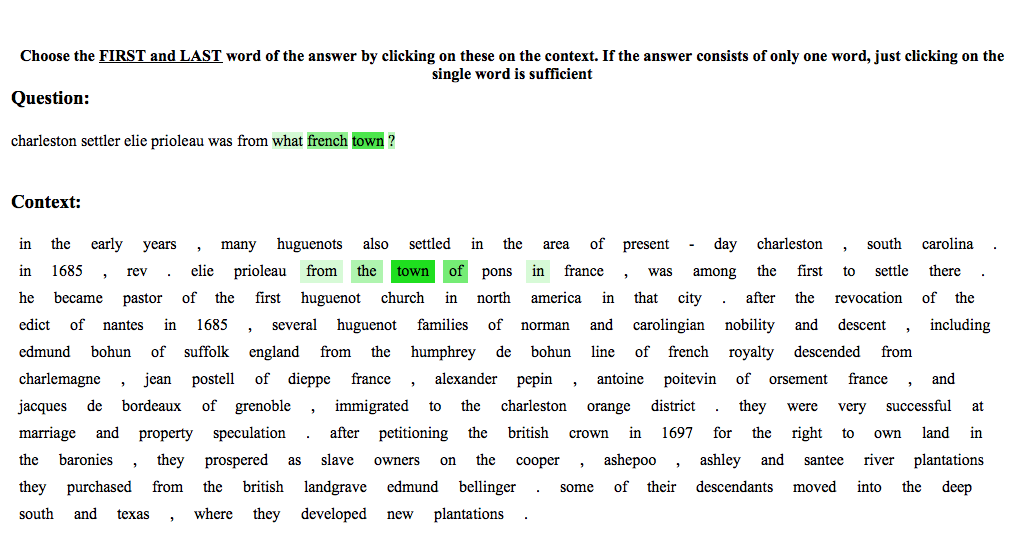 Choose the FIRST and LAST word of the answer by clicking on these on the context. If the answer consists of only one word, just clicking on the
single word is sufficient
Question:
charleston settler elie prioleau was from what french town ?
Context:
in the early years , many huguenots also settled in the area of present - day charleston , south carolina .
in 1685 , rev . elie prioleau from the town of pons in france , was among the first to settle there .
he became pastor of the first huguenot church in north america in that city . after the revocation of the
edict of nantes in 1685 , several huguenot families of norman and carolingian nobility and descent , including
edmund bohun of suffolk england from the humphrey de bohun line of french royalty descended from
charlemagne , jean postell of dieppe france , alexander pepin , antoine poitevin of orsement france , and
jacques de bordeaux of grenoble , immigrated to the charleston orange district . they were very successful at
marriage and property speculation . after petitioning the british crown in 1697 for the right to own land in
the baronies , they prospered as slave owners on the cooper , ashepoo , ashley and santee river plantations
they purchased from the british landgrave edmund bellinger . some of their descendants moved into the deep
south and texas , where they developed new plantations .